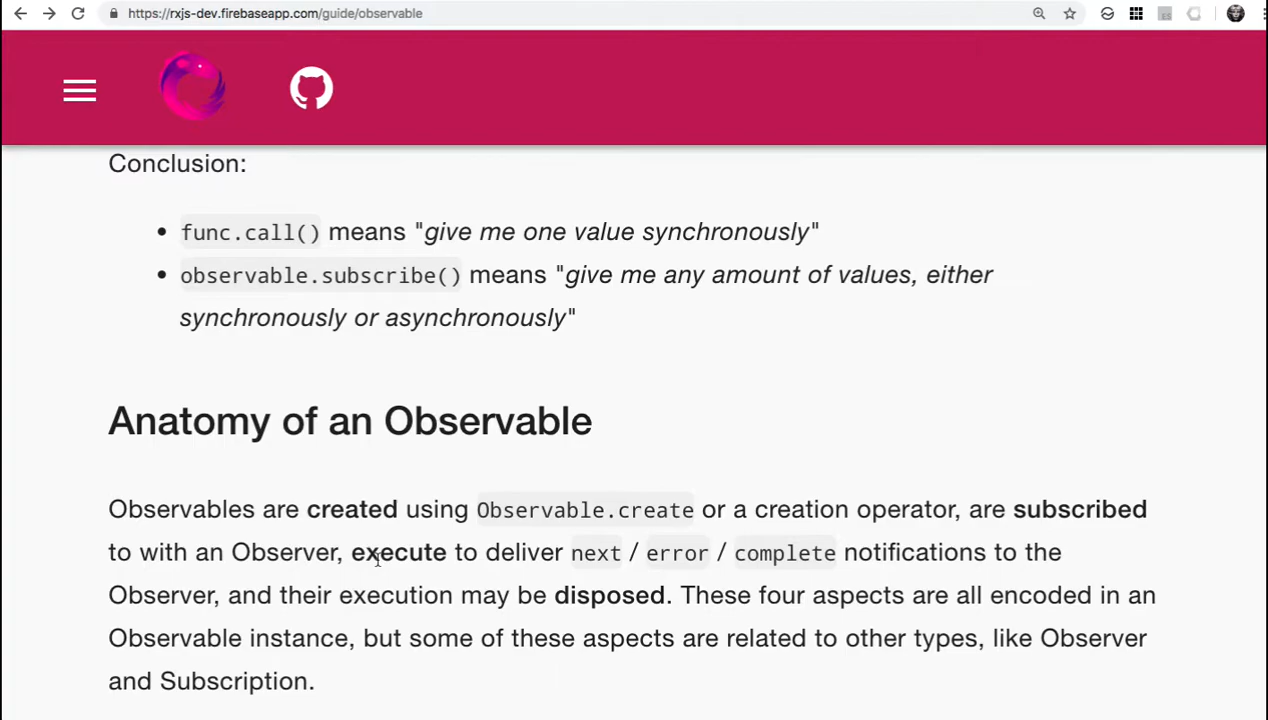 https://rxjs-dev.firebaseapp.com/guide/observable
Conclusion:
• func.call() means "give me one value synchronously"
• observable.subscribe() means "give me any amount of values, either
synchronously or asynchronously"
Anatomy of an Observable
Observables are created using Observable.create or a creation operator, are subscribed
to with an Observer, execute to deliver next / error / complete notifications to the
Observer, and their execution may be disposed. These four aspects are all encoded in an
Observable instance, but some of these aspects are related to other types, like Observer
and Subscription.